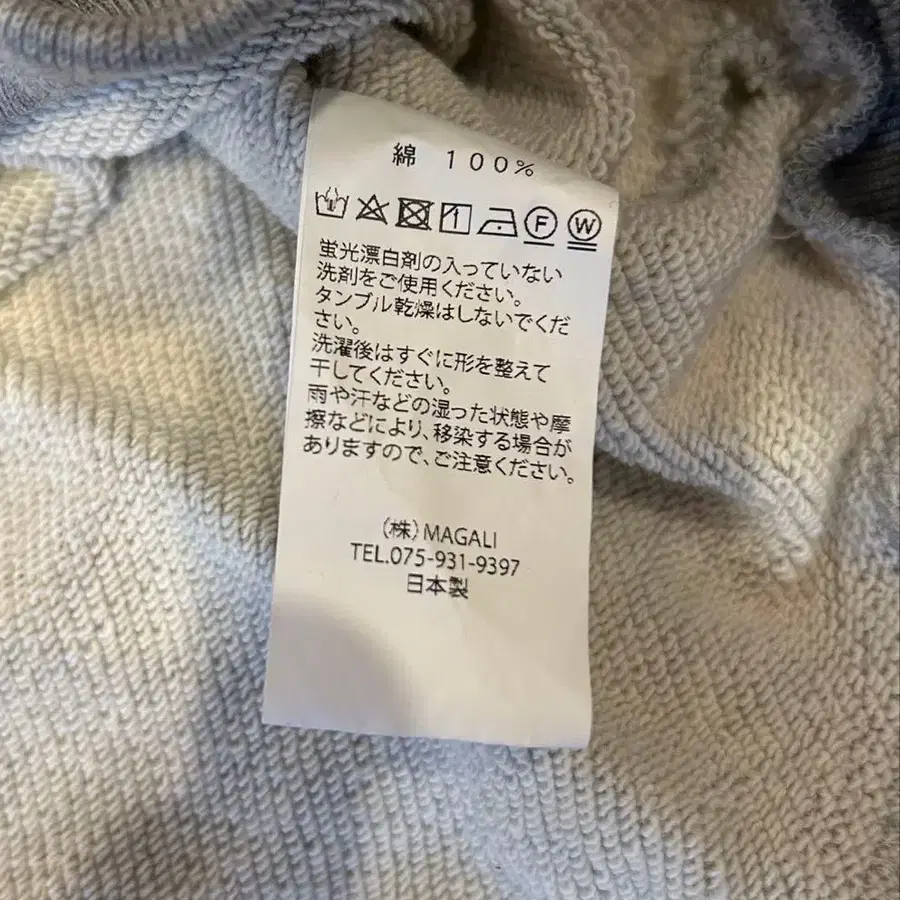 綿 100%
F W
蛍光漂白剤の入っていない
洗剤をご使用ください。
タンブル乾燥はしないでくだ
さい。
洗濯後はすぐに形を整えて
干してください。
雨や汗などの湿った状態や摩
擦などにより、移染する場合が
ありますので、ご注意ください。
(株)MAGALI
TEL.075-931-9397
日本製